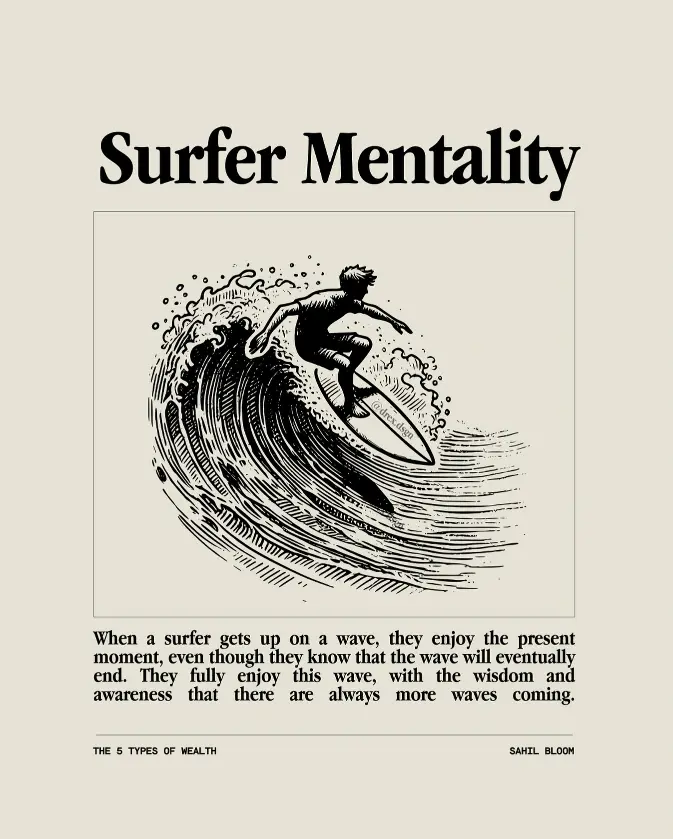 Surfer Mentality
@drex.dsgn
When a surfer gets up on a wave, they enjoy the present
moment, even though they know that the wave will eventually
end. They fully enjoy this wave, with the wisdom and
awareness that there are always more waves coming.
THE 5 TYPES OF WEALTH
SAHIL BLOOM